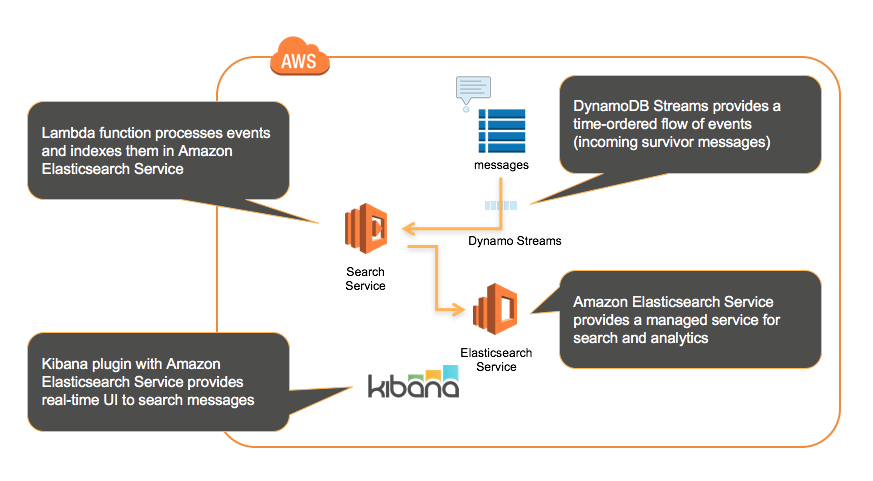 AWS
Lambda function processes events
and indexes them in Amazon
Elasticsearch Service
DynamoDB Streams provides a
time-ordered flow of events
(incoming survivor messages)
messages
Dynamo Streams
Search
Service
Amazon Elasticsearch Service
provides a managed service for
search and analytics
Elasticsearch
Service
Kibana plugin with Amazon
Elasticsearch Service provides
real-time UI to search messages
kibana